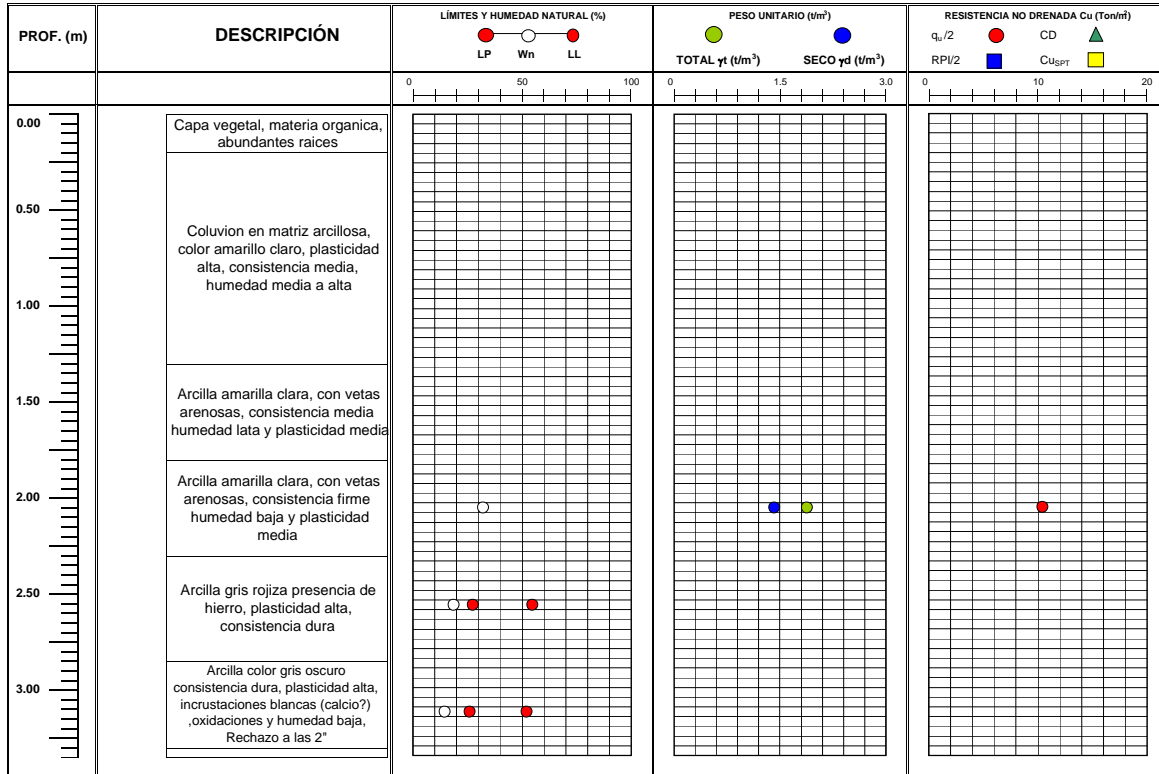 PROF. (m)
DESCRIPCIÓN
LÍMITES Y HUMEDAD NATURAL (%)
LP Wn LL
PESO UNITARIO (t/m³)
TOTAL γt (t/m³) SECO γd (t/m³)
RESISTENCIA NO DRENADA Cu (Ton/m²)
qᵤ/2 CD
RPI/2 Cu_SPT
0 50 100
0 1.5 3.0
0 10 20
0.00
Capa vegetal, materia organica,
abundantes raices
0.50
Coluvion en matriz arcillosa,
color amarillo claro, plasticidad
alta, consistencia media,
humedad media a alta
1.00
Arcilla amarilla clara, con vetas
arenosas, consistencia media
humedad lata y plasticidad media
1.50
Arcilla amarilla clara, con vetas
arenosas, consistencia firme
humedad baja y plasticidad
media
2.00
Arcilla gris rojiza presencia de
hierro, plasticidad alta,
consistencia dura
2.50
Arcilla color gris oscuro
consistencia dura, plasticidad alta,
incrustaciones blancas (calcio?)
,oxidaciones y humedad baja,
Rechazo a las 2"
3.00